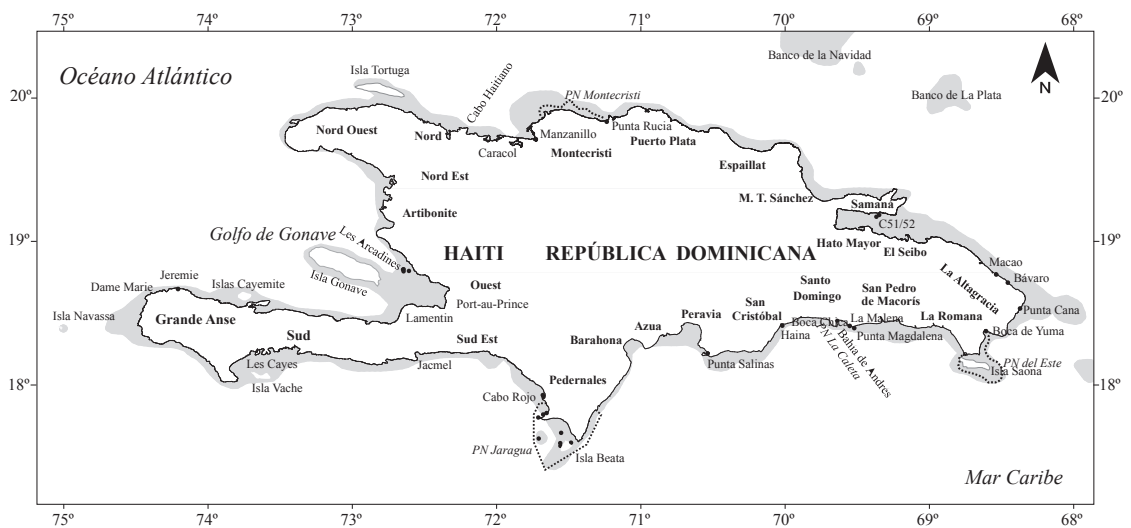 75º 74º 73º 72º 71º 70º 69º 68º
Océano Atlántico
Isla Tortuga
Cabo Haitiano
PN Montecristi
Banco de la Navidad
Banco de La Plata
N
20º
20º
Nord Ouest
Nord
Caracol
Manzanillo
Montecristi
Punta Rucia
Puerto Plata
Espaillat
Nord Est
M. T. Sánchez
Samaná
C51/52
Artibonite
19º
19º
Golfo de Gonave
Les Arcadines
HAITI
REPÚBLICA DOMINICANA
Hato Mayor
El Seibo
Macao
Bávaro
La Altagracia
Isla Gonave
Ouest
Port-au-Prince
Jeremie
Dame Marie
Islas Cayemite
Isla Navassa
Grande Anse
Lamentin
Santo
Domingo
San Pedro
de Macorís
San
Cristóbal
Peravia
Azua
Boca Chica
La Malena
La Romana
Punta Cana
Sud
Sud Est
Barahona
Haina
Punta Magdalena
Boca de Yuma
Bahia de Andres
PN La Caleta
PN del Este
Isla Saona
18º
18º
Les Cayes
Isla Vache
Jacmel
Punta Salinas
Pedernales
Cabo Rojo
PN Jaragua
Isla Beata
Mar Caribe
75º 74º 73º 72º 71º 70º 69º 68º